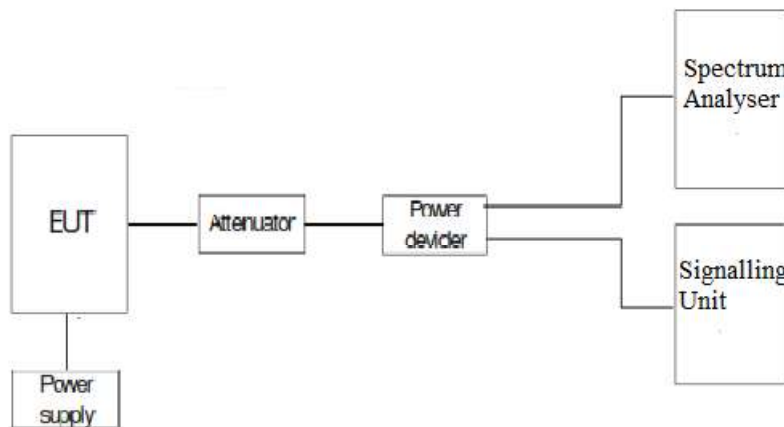 Spectrum
Analyser
EUT
Attenuator
Power
devider
Signalling
Unit
Power
supply